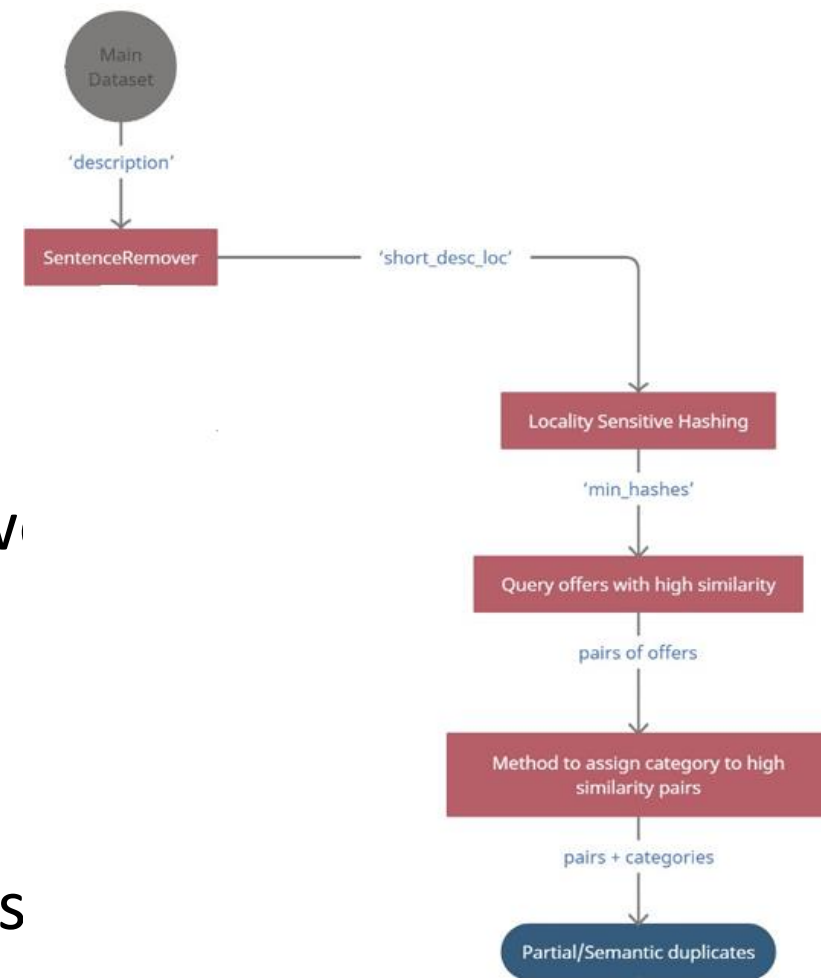 Main
Dataset
‘description’
SentenceRemover
‘short_desc_loc’
Locality Sensitive Hashing
‘min_hashes’
Query offers with high similarity
pairs of offers
Method to assign category to high
similarity pairs
pairs + categories
Partial/Semantic duplicates